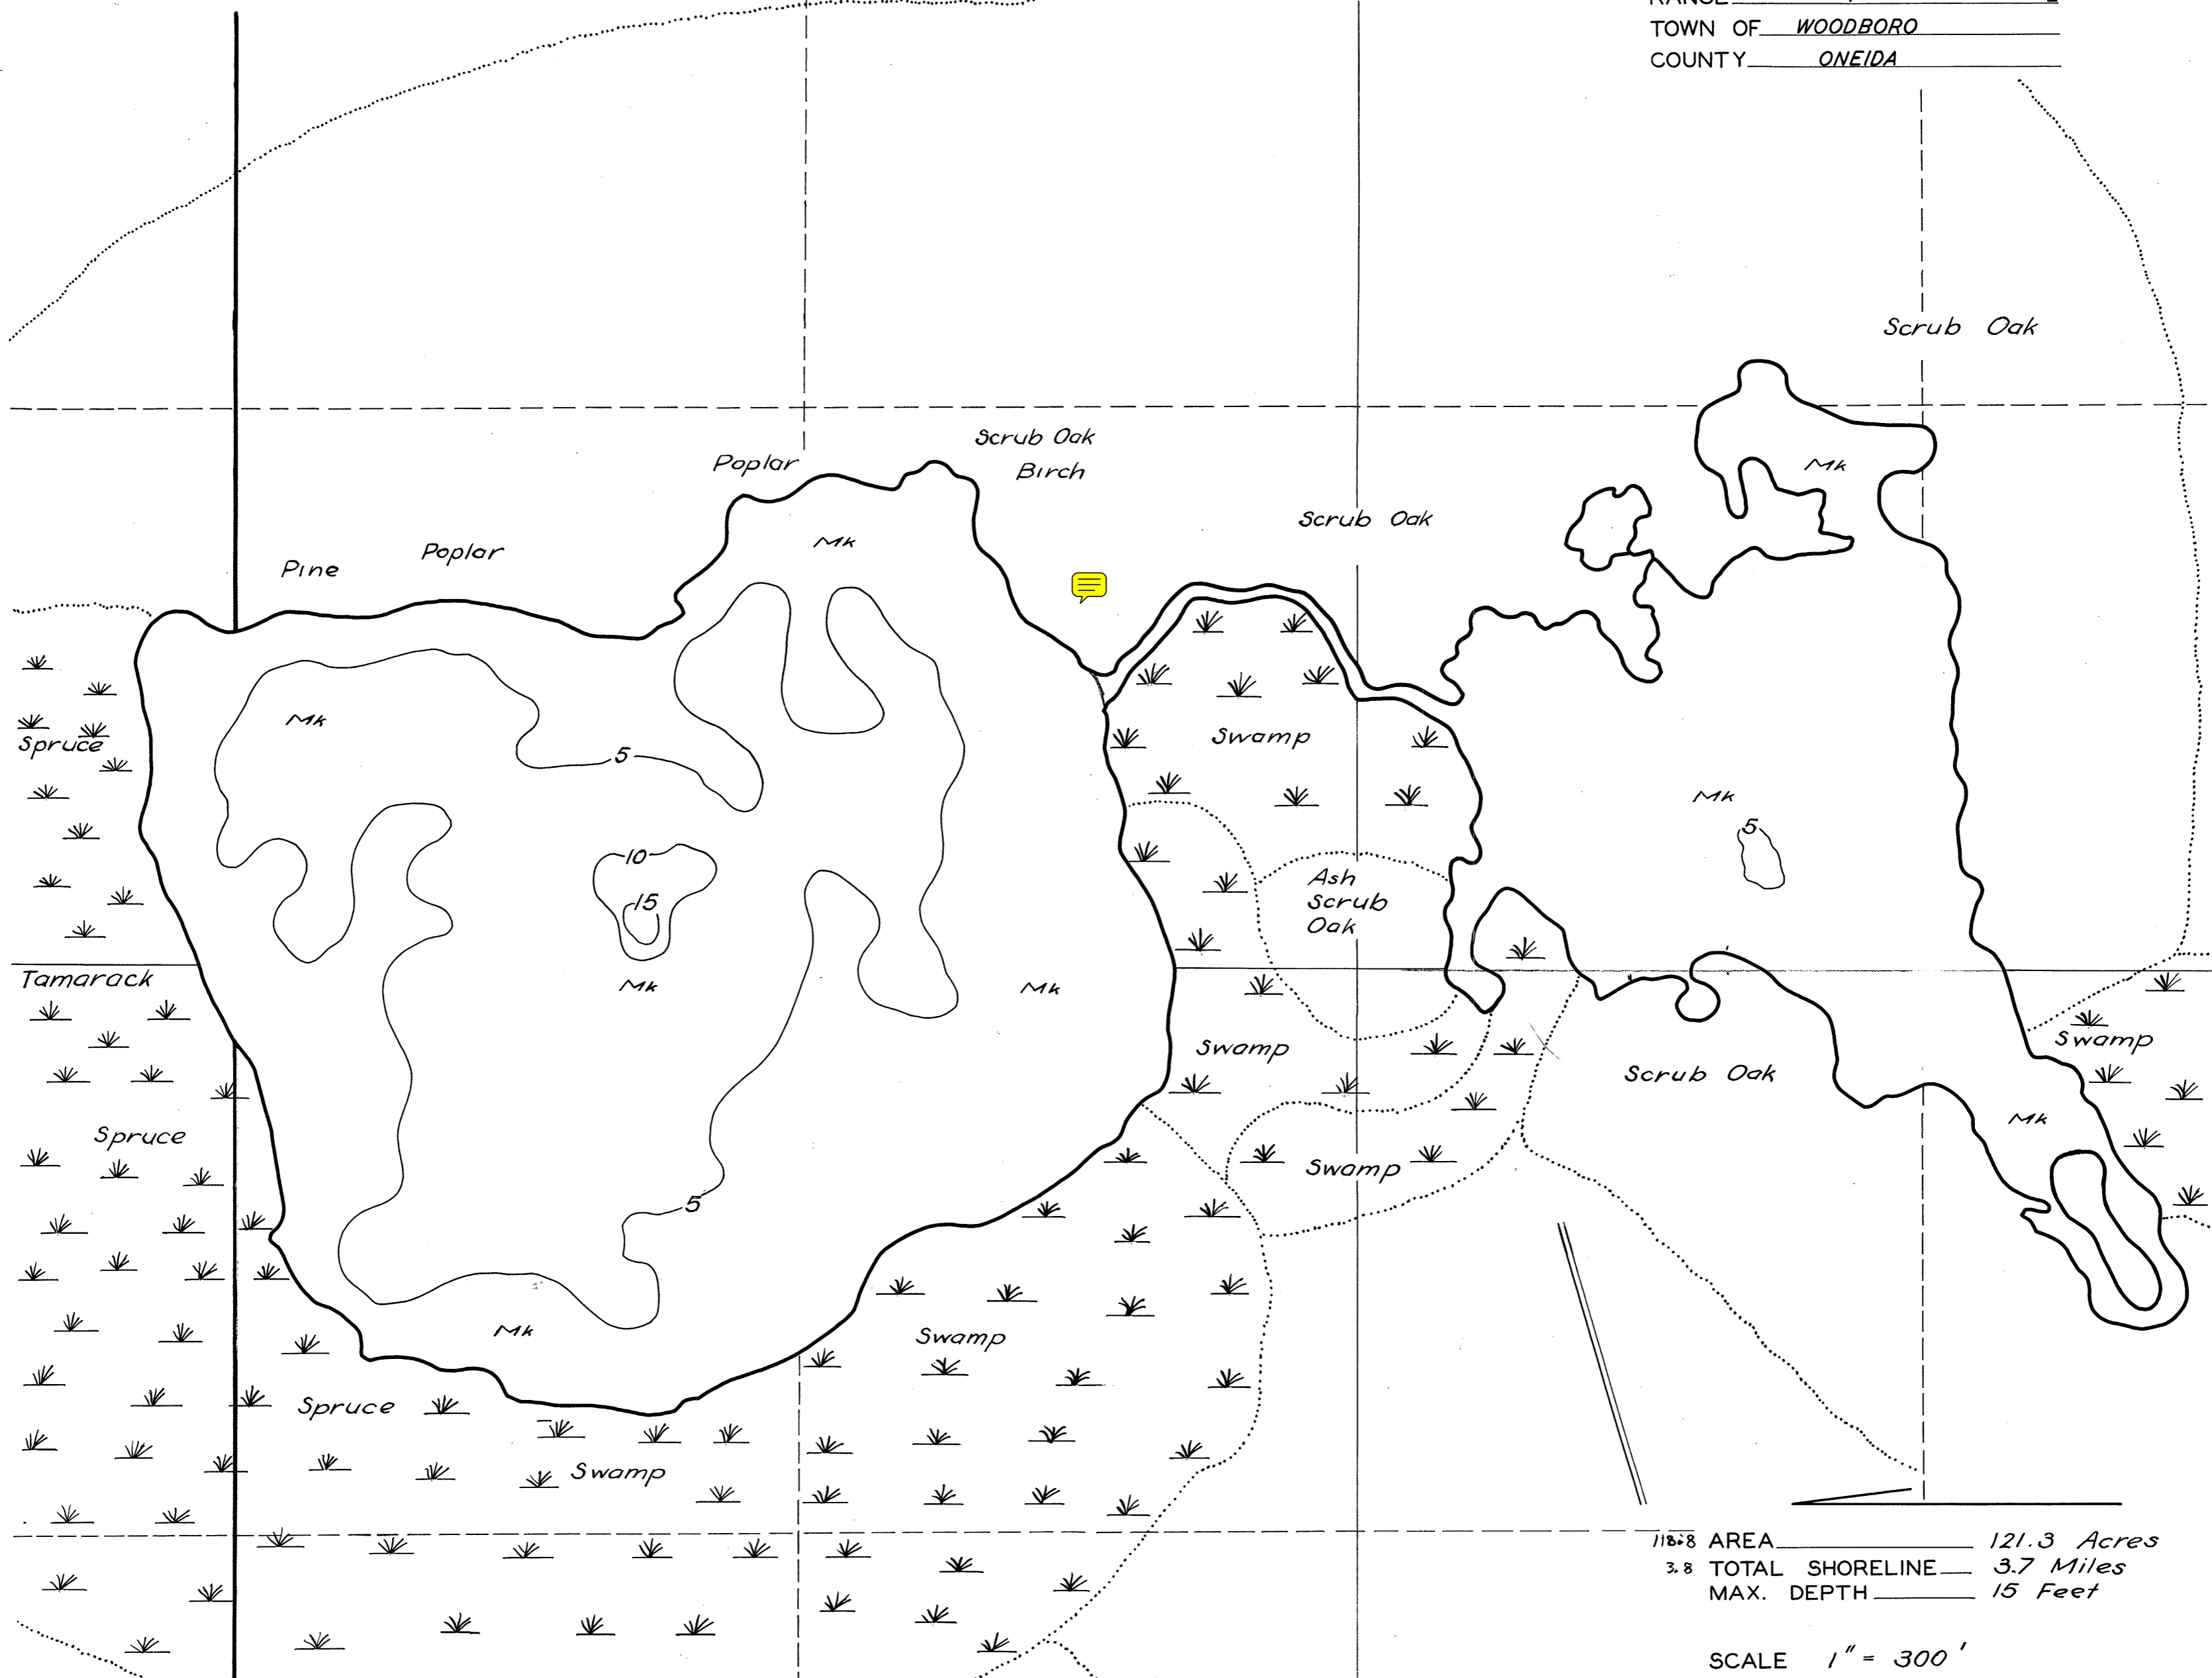 RANGE
TOWN OF WOODBORO
COUNTY ONEIDA
Scrub Oak
Scrub Oak
Birch
Poplar
Mk
Scrub Oak
Mk
Poplar
Pine
Mk
Spruce
5
Swamp
Mk
5
10
15
Ash
Scrub
Oak
Tamarack
Mk
Mk
Swamp
Swamp
Scrub Oak
Mk
Spruce
Swamp
5
Mk
Swamp
Spruce
Swamp
118.8 AREA 121.3 Acres
3.8 TOTAL SHORELINE 3.7 Miles
MAX. DEPTH 15 Feet
SCALE 1" = 300'